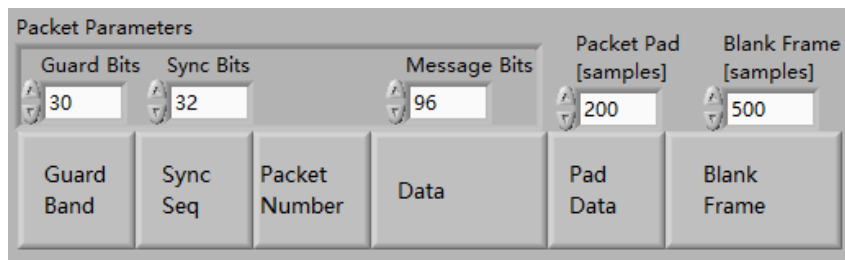 Packet Parameters
Guard Bits Sync Bits Message Bits
Packet Pad
[samples]
Blank Frame
[samples]
30 32 96 200 500
Guard
Band
Sync
Seq
Packet
Number
Data
Pad
Data
Blank
Frame